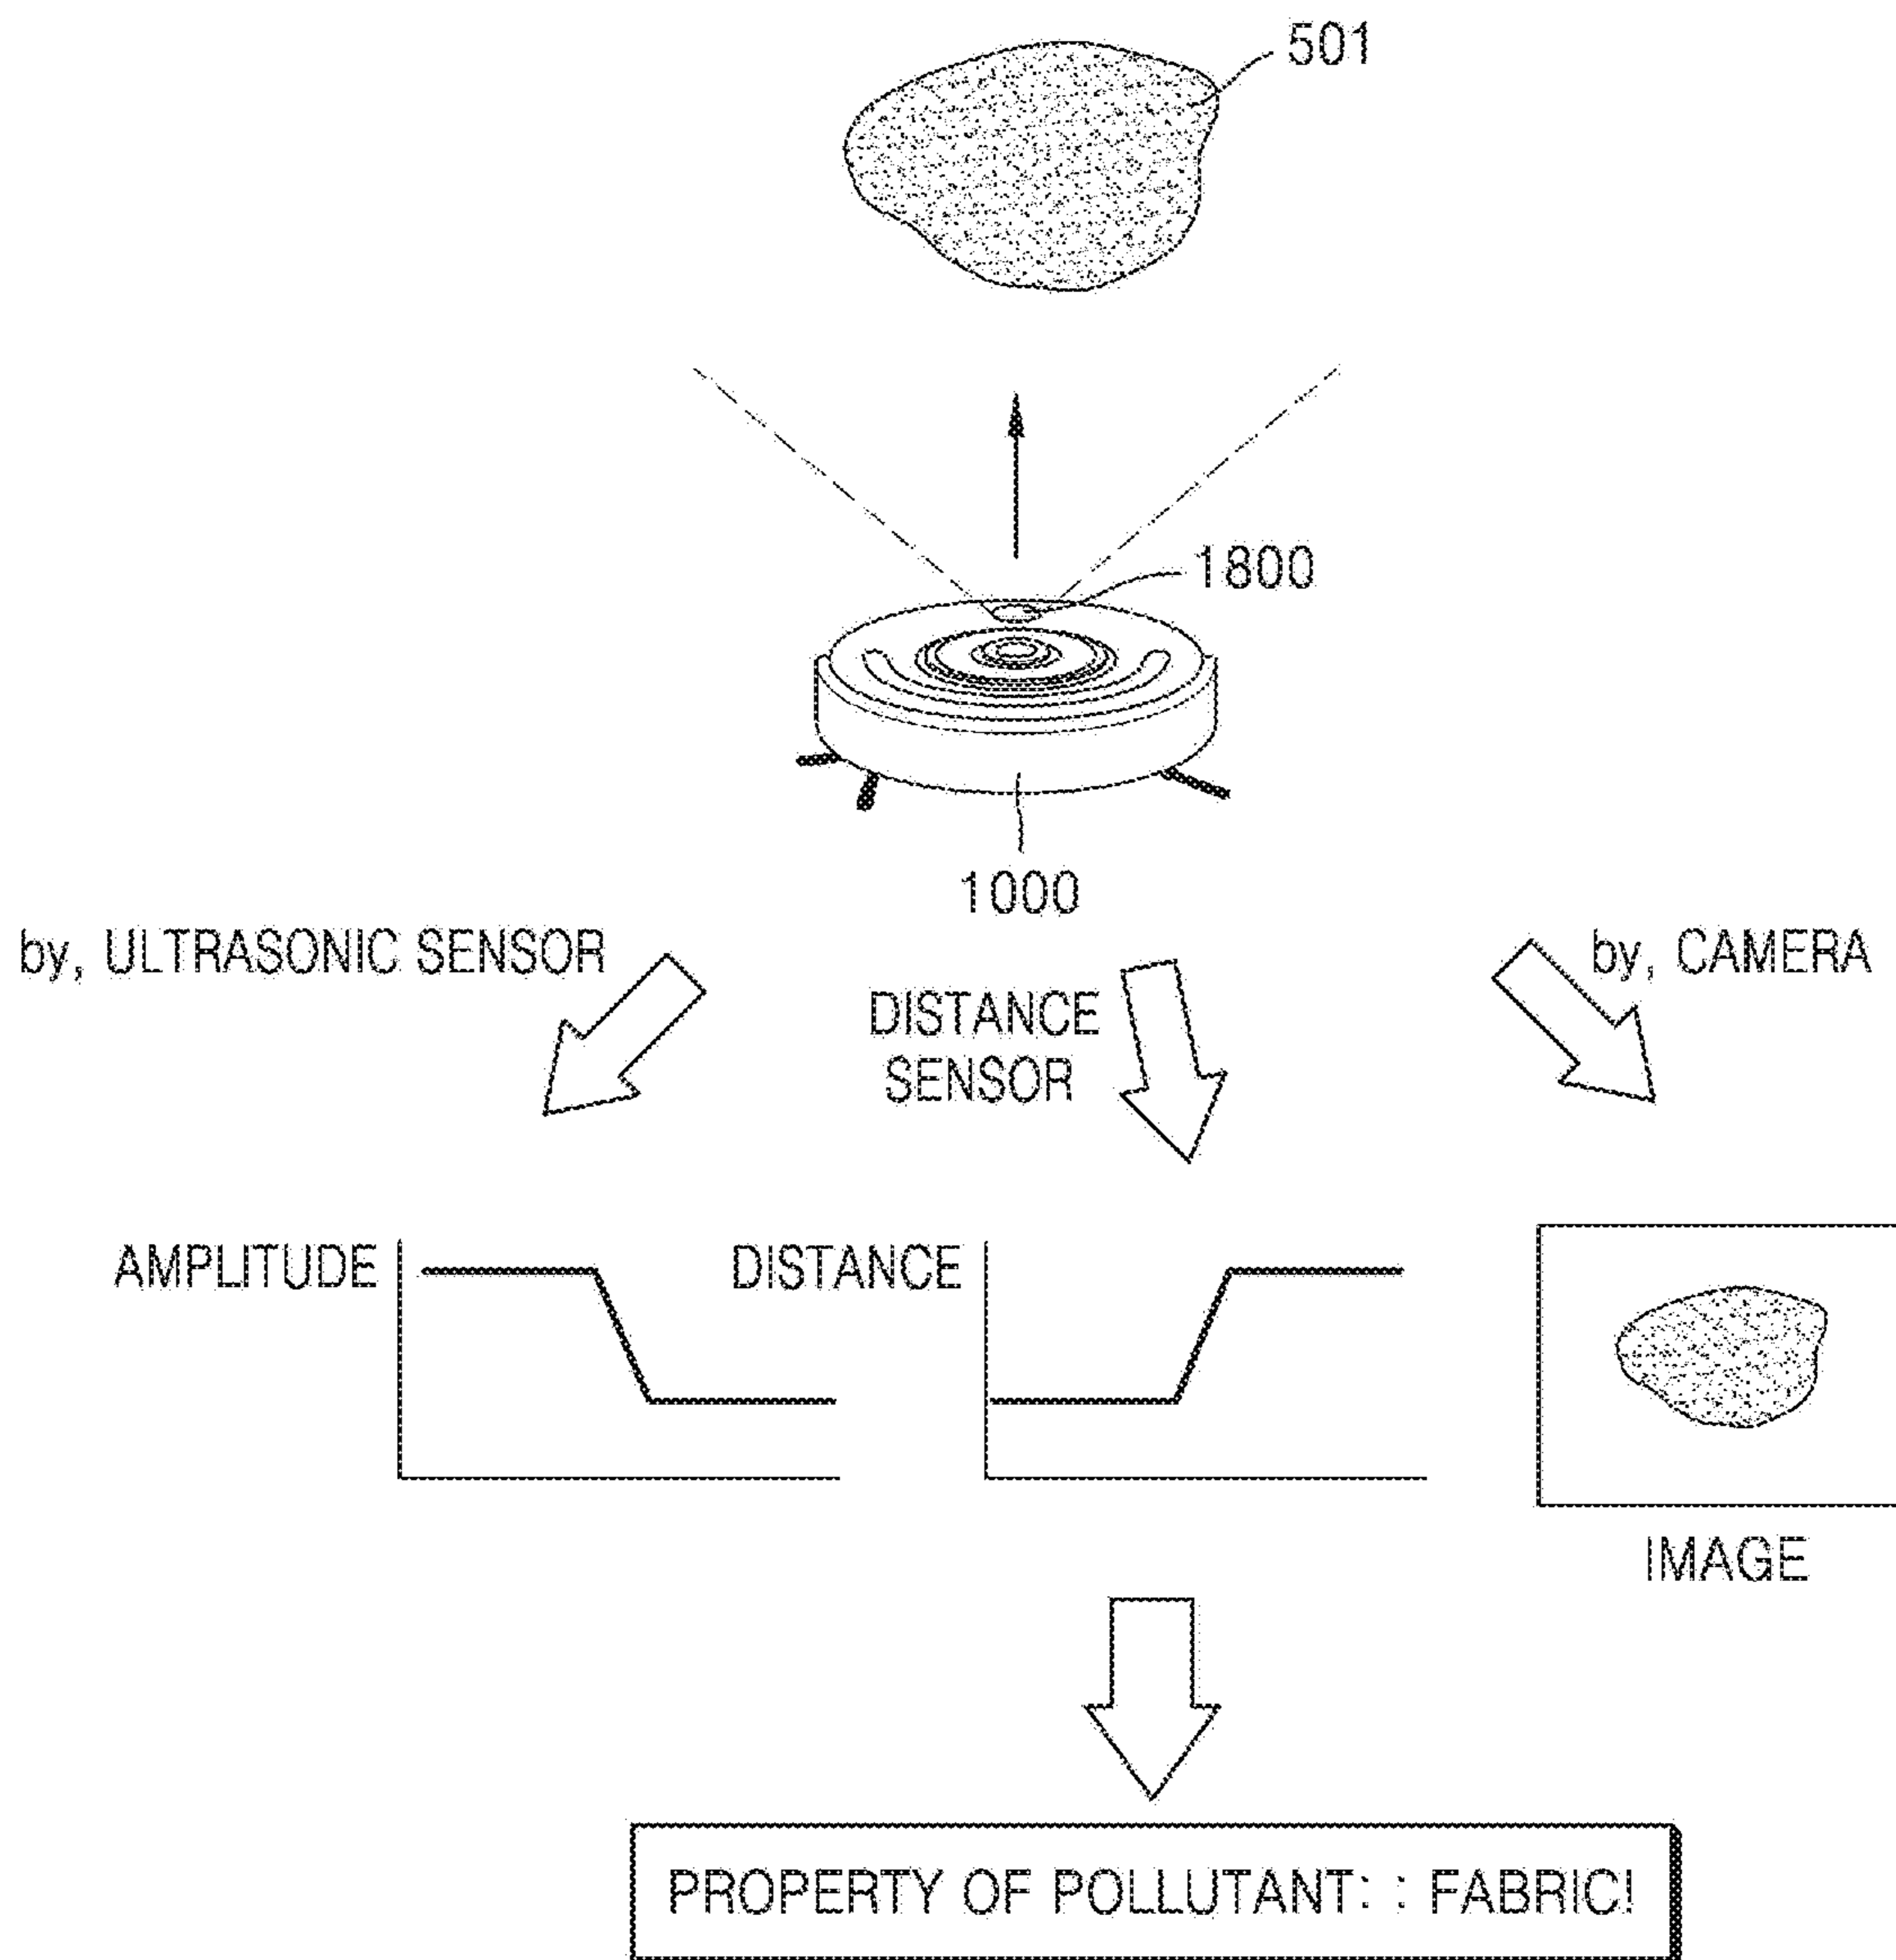 501
1800
1000
by, ULTRASONIC SENSOR
DISTANCE
SENSOR
by, CAMERA
AMPLITUDE
DISTANCE
IMAGE
PROPERTY OF POLLUTANT: : FABRIC!